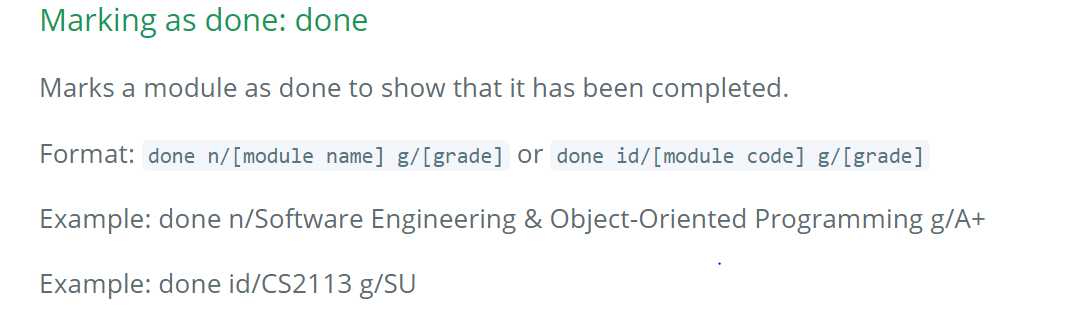 Marking as done: done
Marks a module as done to show that it has been completed.
Format: done n/[module name] g/[grade] or done id/[module code] g/[grade]
Example: done n/Software Engineering & Object-Oriented Programming g/A+
Example: done id/CS2113 g/SU